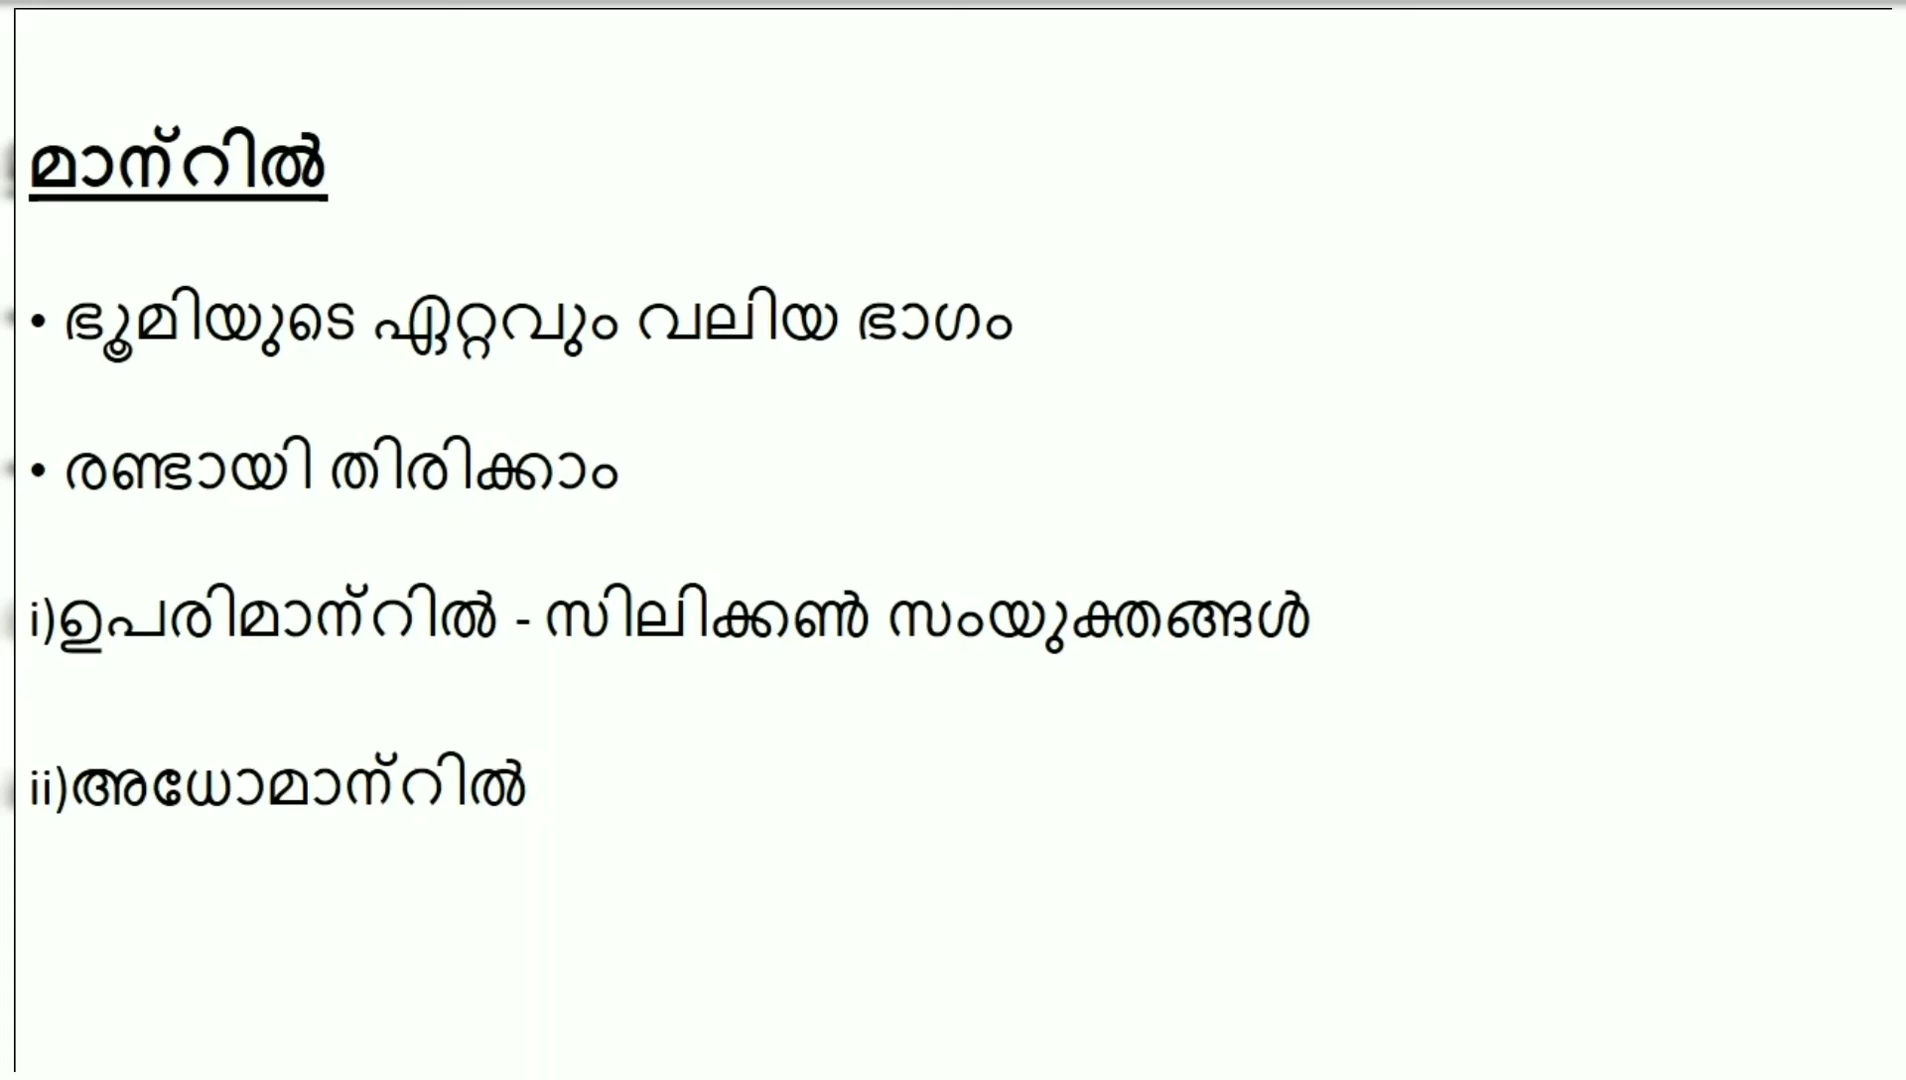 മാന്റിൽ
• ഭൂമിയുടെ ഏറ്റവും വലിയ ഭാഗം
• രണ്ടായി തിരിക്കാം
i)ഉപരിമാന്റിൽ - സിലിക്കൺ സംയുക്തങ്ങൾ
ii)അധോമാന്റിൽ